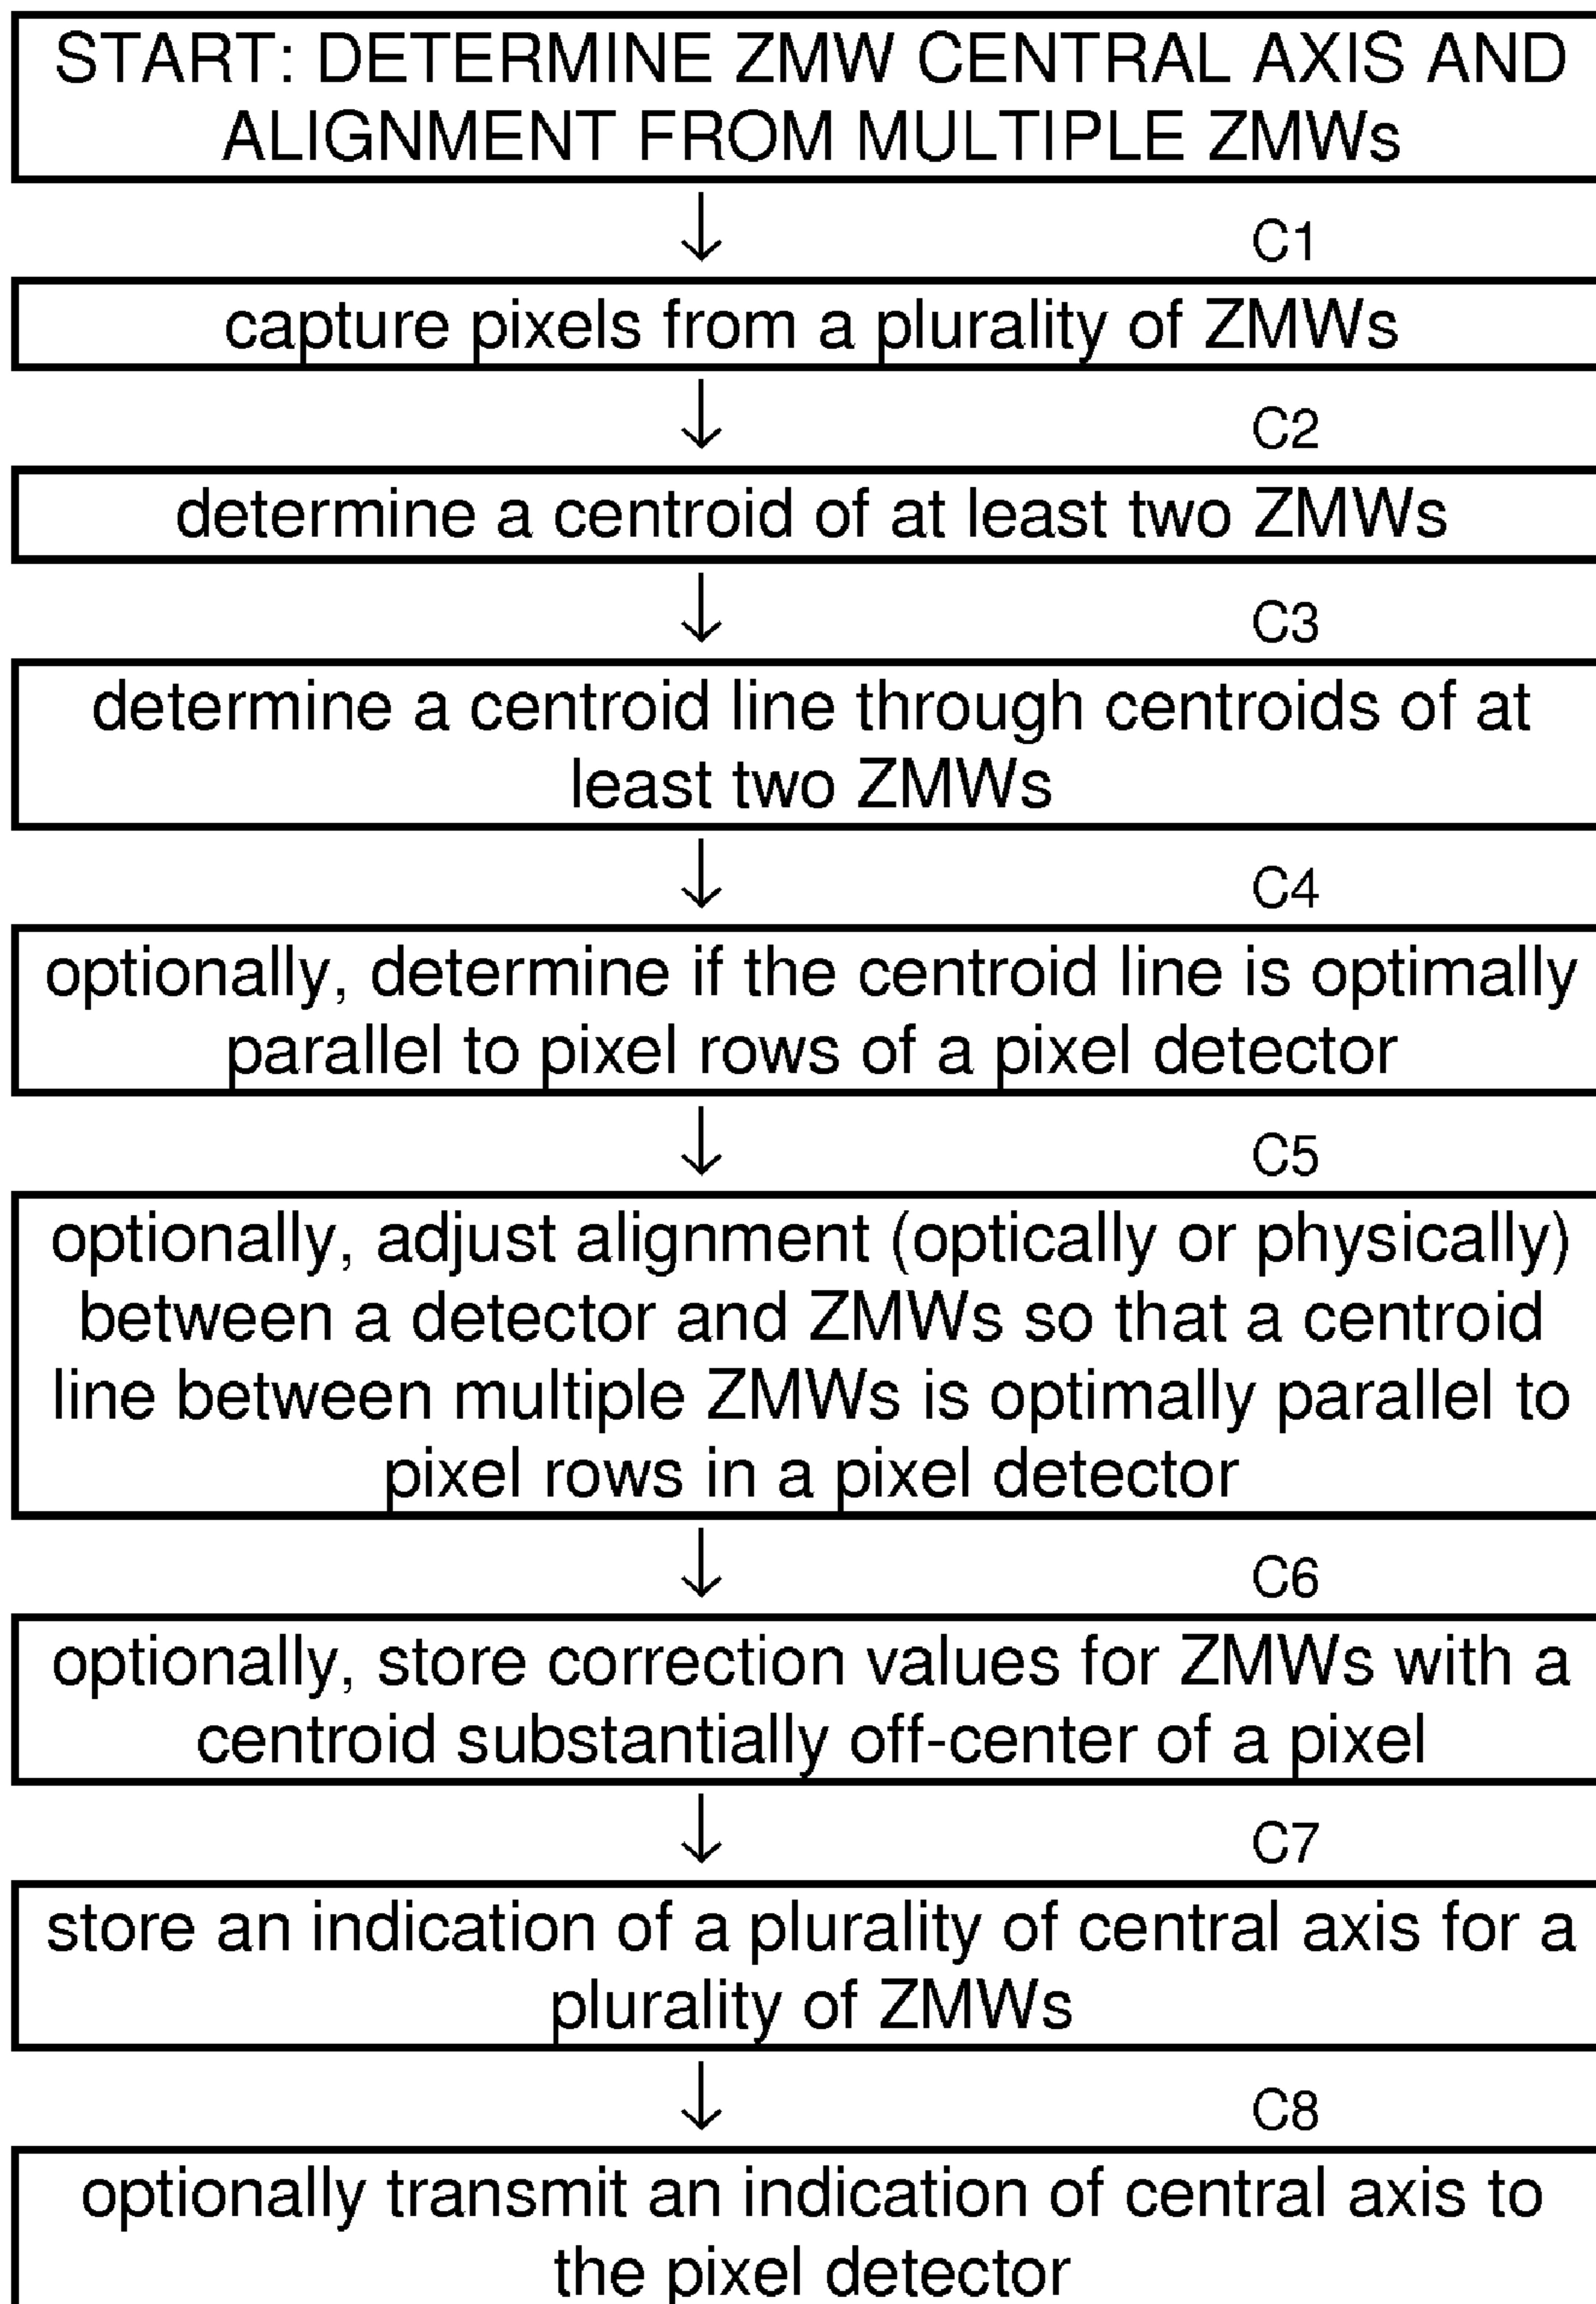 START: DETERMINE ZMW CENTRAL AXIS AND
ALIGNMENT FROM MULTIPLE ZMWs
C1
capture pixels from a plurality of ZMWs
C2
determine a centroid of at least two ZMWs
C3
determine a centroid line through centroids of at
least two ZMWs
C4
optionally, determine if the centroid line is optimally
parallel to pixel rows of a pixel detector
C5
optionally, adjust alignment (optically or physically)
between a detector and ZMWs so that a centroid
line between multiple ZMWs is optimally parallel to
pixel rows in a pixel detector
C6
optionally, store correction values for ZMWs with a
centroid substantially off-center of a pixel
C7
store an indication of a plurality of central axis for a
plurality of ZMWs
C8
optionally transmit an indication of central axis to
the pixel detector